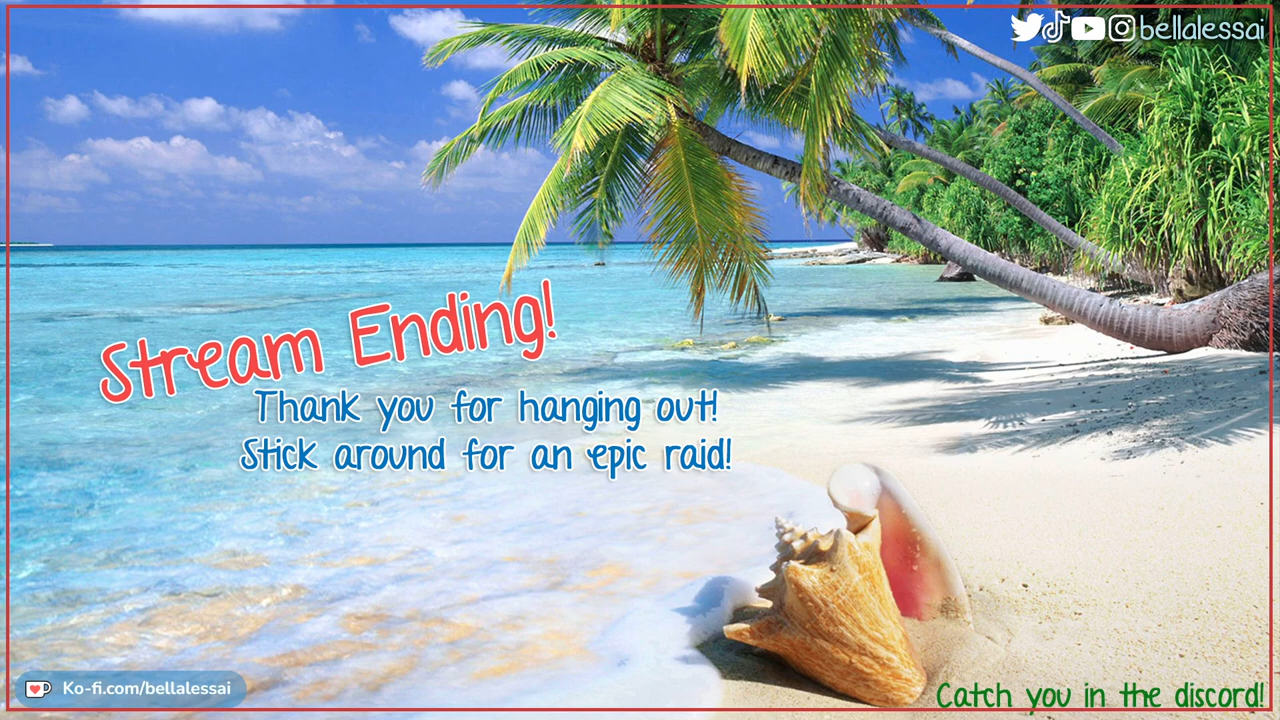 bellalessai
Stream Ending!
Thank you for hanging out!
Stick around for an epic raid!
Ko-fi.com/bellalessai
Catch you in the discord!